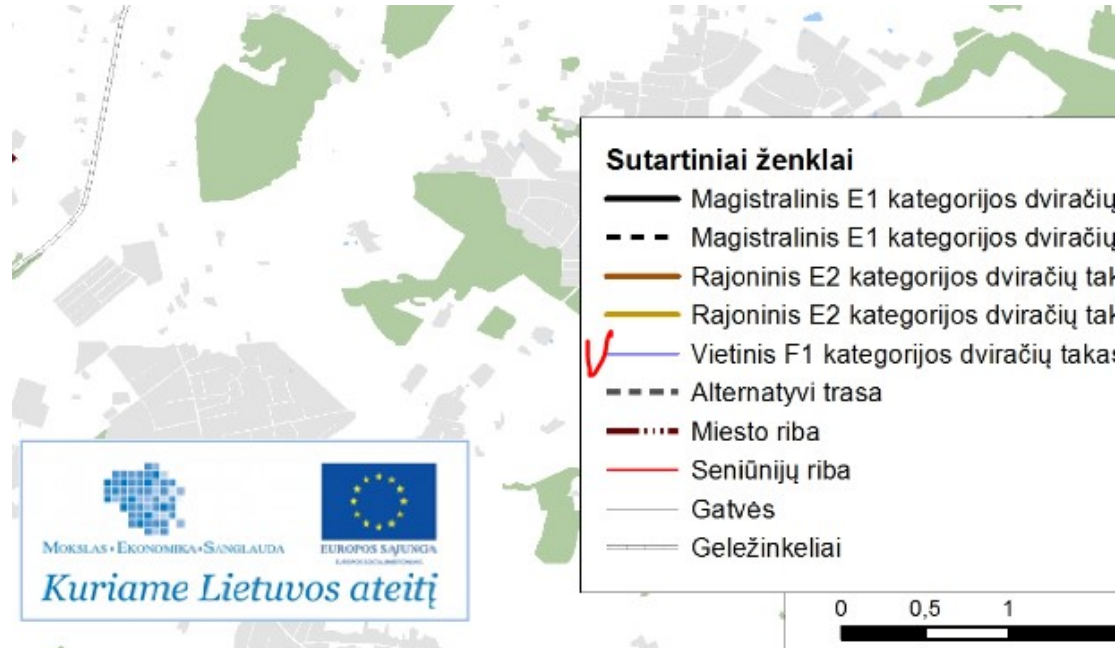 Sutartiniai ženklai
Magistralinis E1 kategorijos dviračių
Magistralinis E1 kategorijos dviračių
Rajoninis E2 kategorijos dviračių tak
Rajoninis E2 kategorijos dviračių tak
Vietinis F1 kategorijos dviračių takas
Alternatyvi trasa
Miesto riba
Seniūnijų riba
Gatvės
Geležinkeliai
0 0,5 1
MOKSLAS • EKONOMIKA • SANGLAUDA
EUROPOS SĄJUNGA
Kuriame Lietuvos ateitį